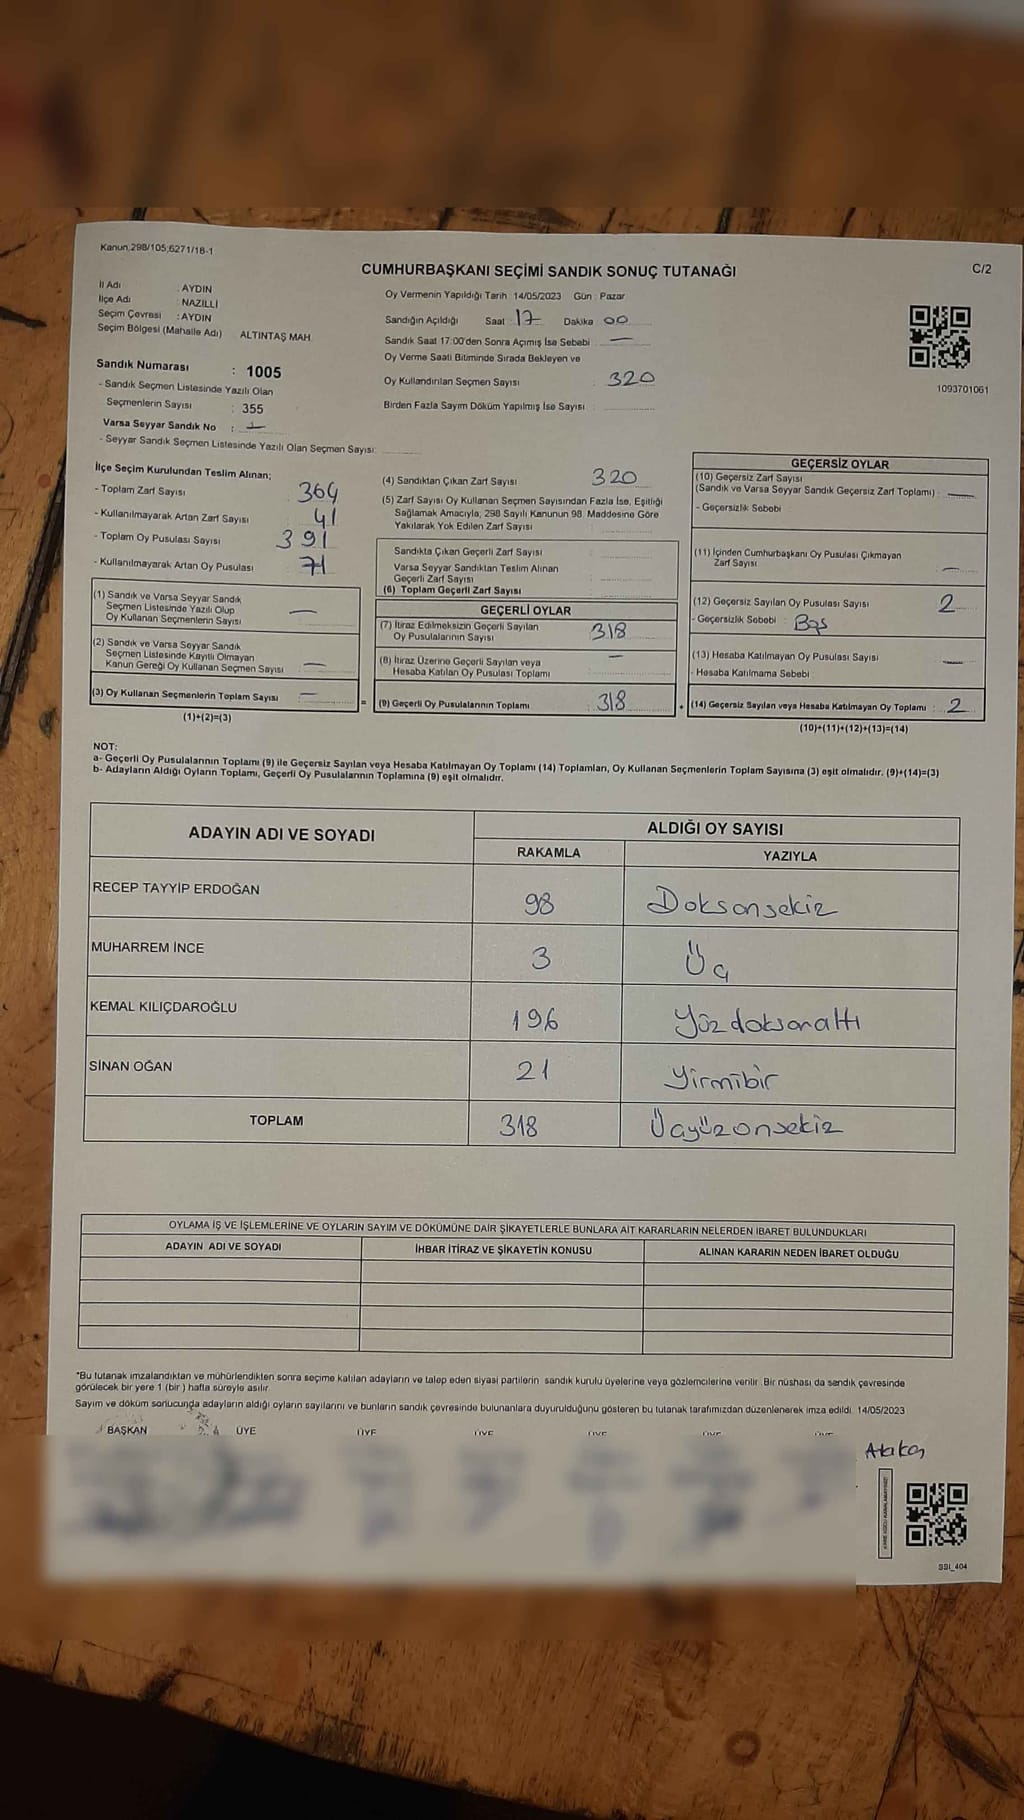 Kanun:298/105;6271/18-1
CUMHURBAŞKANI SEÇİMİ SANDIK SONUÇ TUTANAĞI
C/2
İl Adı : AYDIN
İlçe Adı : NAZİLLİ
Seçim Çevresi : AYDIN
Seçim Bölgesi (Mahalle Adı) ALTINTAŞ MAH.
Sandık Numarası : 1005
- Sandık Seçmen Listesinde Yazılı Olan
Seçmenlerin Sayısı : 355
Varsa Seyyar Sandık No :
- Seyyar Sandık Seçmen Listesinde Yazılı Olan Seçmen Sayısı:
Oy Vermenin Yapıldığı Tarih 14/05/2023 Gün : Pazar
Sandığın Açıldığı Saat : 17 Dakika 00
Sandık Saat 17:00'den Sonra Açımış İse Sebebi : —
Oy Verme Saati Bitiminde Sırada Bekleyen ve
Oy Kullandırılan Seçmen Sayısı : 320
Birden Fazla Sayım Döküm Yapılmış İse Sayısı :
1093701061
İlçe Seçim Kurulundan Teslim Alınan;
- Toplam Zarf Sayısı 364
- Kullanılmayarak Artan Zarf Sayısı 41
- Toplam Oy Pusulası Sayısı 391
- Kullanılmayarak Artan Oy Pusulası 71
(1) Sandık ve Varsa Seyyar Sandık
Seçmen Listesinde Yazılı Olup
Oy Kullanan Seçmenlerin Sayısı —
(2) Sandık ve Varsa Seyyar Sandık
Seçmen Listesinde Kayıtlı Olmayan
Kanun Gereği Oy Kullanan Seçmen Sayısı —
(3) Oy Kullanan Seçmenlerin Toplam Sayısı —
(1)+(2)=(3)
(4) Sandıktan Çıkan Zarf Sayısı 320
(5) Zarf Sayısı Oy Kullanan Seçmen Sayısından Fazla İse, Eşitliği
Sağlamak Amacıyla, 298 Sayılı Kanunun 98. Maddesine Göre
Yakılarak Yok Edilen Zarf Sayısı :
Sandıkta Çıkan Geçerli Zarf Sayısı
Varsa Seyyar Sandıktan Teslim Alınan
Geçerli Zarf Sayısı
(6) Toplam Geçerli Zarf Sayısı
GEÇERLİ OYLAR
(7) İtiraz Edilmeksizin Geçerli Sayılan
Oy Pusulalarının Sayısı 318
(8) İtiraz Üzerine Geçerli Sayılan veya
Hesaba Katılan Oy Pusulası Toplamı —
= (9) Geçerli Oy Pusulalarının Toplamı 318 +
GEÇERSİZ OYLAR
(10) Geçersiz Zarf Sayısı
(Sandık ve Varsa Seyyar Sandık Geçersiz Zarf Toplamı) : —
- Geçersizlik Sebebi :
(11) İçinden Cumhurbaşkanı Oy Pusulası Çıkmayan
Zarf Sayısı —
(12) Geçersiz Sayılan Oy Pusulası Sayısı 2
- Geçersizlik Sebebi : Boş
(13) Hesaba Katılmayan Oy Pusulası Sayısı —
- Hesaba Katılmama Sebebi :
(14) Geçersiz Sayılan veya Hesaba Katılmayan Oy Toplamı : 2
(10)+(11)+(12)+(13)=(14)
NOT:
a- Geçerli Oy Pusulalarının Toplamı (9) ile Geçersiz Sayılan veya Hesaba Katılmayan Oy Toplamı (14) Toplamları, Oy Kullanan Seçmenlerin Toplam Sayısına (3) eşit olmalıdır. (9)+(14)=(3)
b- Adayların Aldığı Oyların Toplamı, Geçerli Oy Pusulalarının Toplamına (9) eşit olmalıdır.
ADAYIN ADI VE SOYADI ALDIĞI OY SAYISI
RAKAMLA YAZIYLA
RECEP TAYYİP ERDOĞAN 98 Doksansekiz
MUHARREM İNCE 3 Üç
KEMAL KILIÇDAROĞLU 196 Yüzdoksanaltı
SİNAN OĞAN 21 Yirmibir
TOPLAM 318 Üçyüzonsekiz
OYLAMA İŞ VE İŞLEMLERİNE VE OYLARIN SAYIM VE DÖKÜMÜNE DAİR ŞİKAYETLERLE BUNLARA AİT KARARLARIN NELERDEN İBARET BULUNDUKLARI
ADAYIN ADI VE SOYADI İHBAR İTİRAZ VE ŞİKAYETİN KONUSU ALINAN KARARIN NEDEN İBARET OLDUĞU
*Bu tutanak imzalandıktan ve mühürlendikten sonra seçime katılan adayların ve talep eden siyasi partilerin sandık kurulu üyelerine veya gözlemcilerine verilir. Bir nüshası da sandık çevresinde
görülecek bir yere 1 (bir) hafta süreyle asılır.
Sayım ve döküm sonucunda adayların aldığı oyların sayılarını ve bunların sandık çevresinde bulunanlara duyurulduğunu gösteren bu tutanak tarafımızdan düzenlenerek imza edildi. 14/05/2023
BAŞKAN ÜYE ÜYE ÜYE ÜYE ÜYE ÜYE
SSI_404